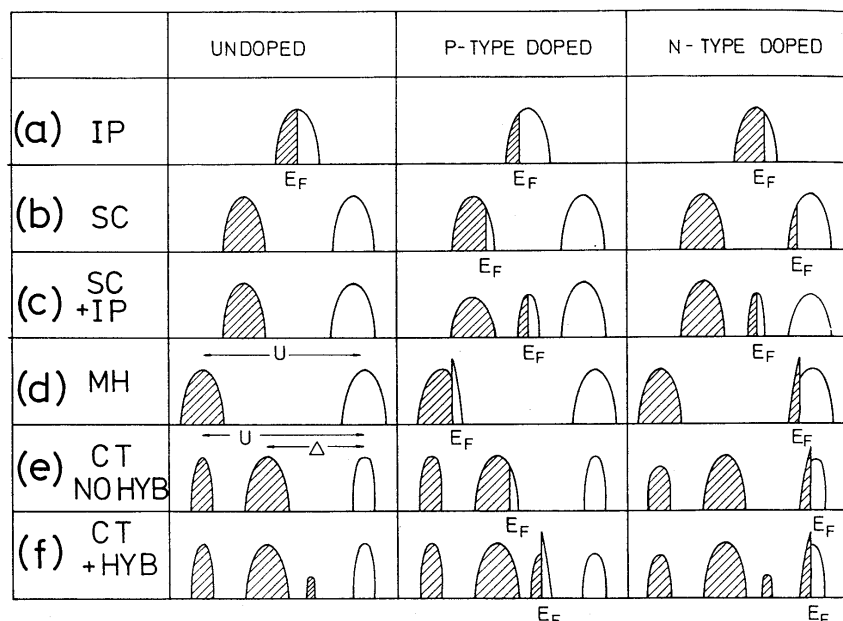 UNDOPED P-TYPE DOPED N-TYPE DOPED
(a) IP
E_F E_F E_F
(b) SC
E_F E_F
(c) SC
+IP
E_F E_F
U
(d) MH
E_F E_F
U
Δ
(e) CT
NO HYB
E_F E_F
(f) CT
+HYB
E_F E_F